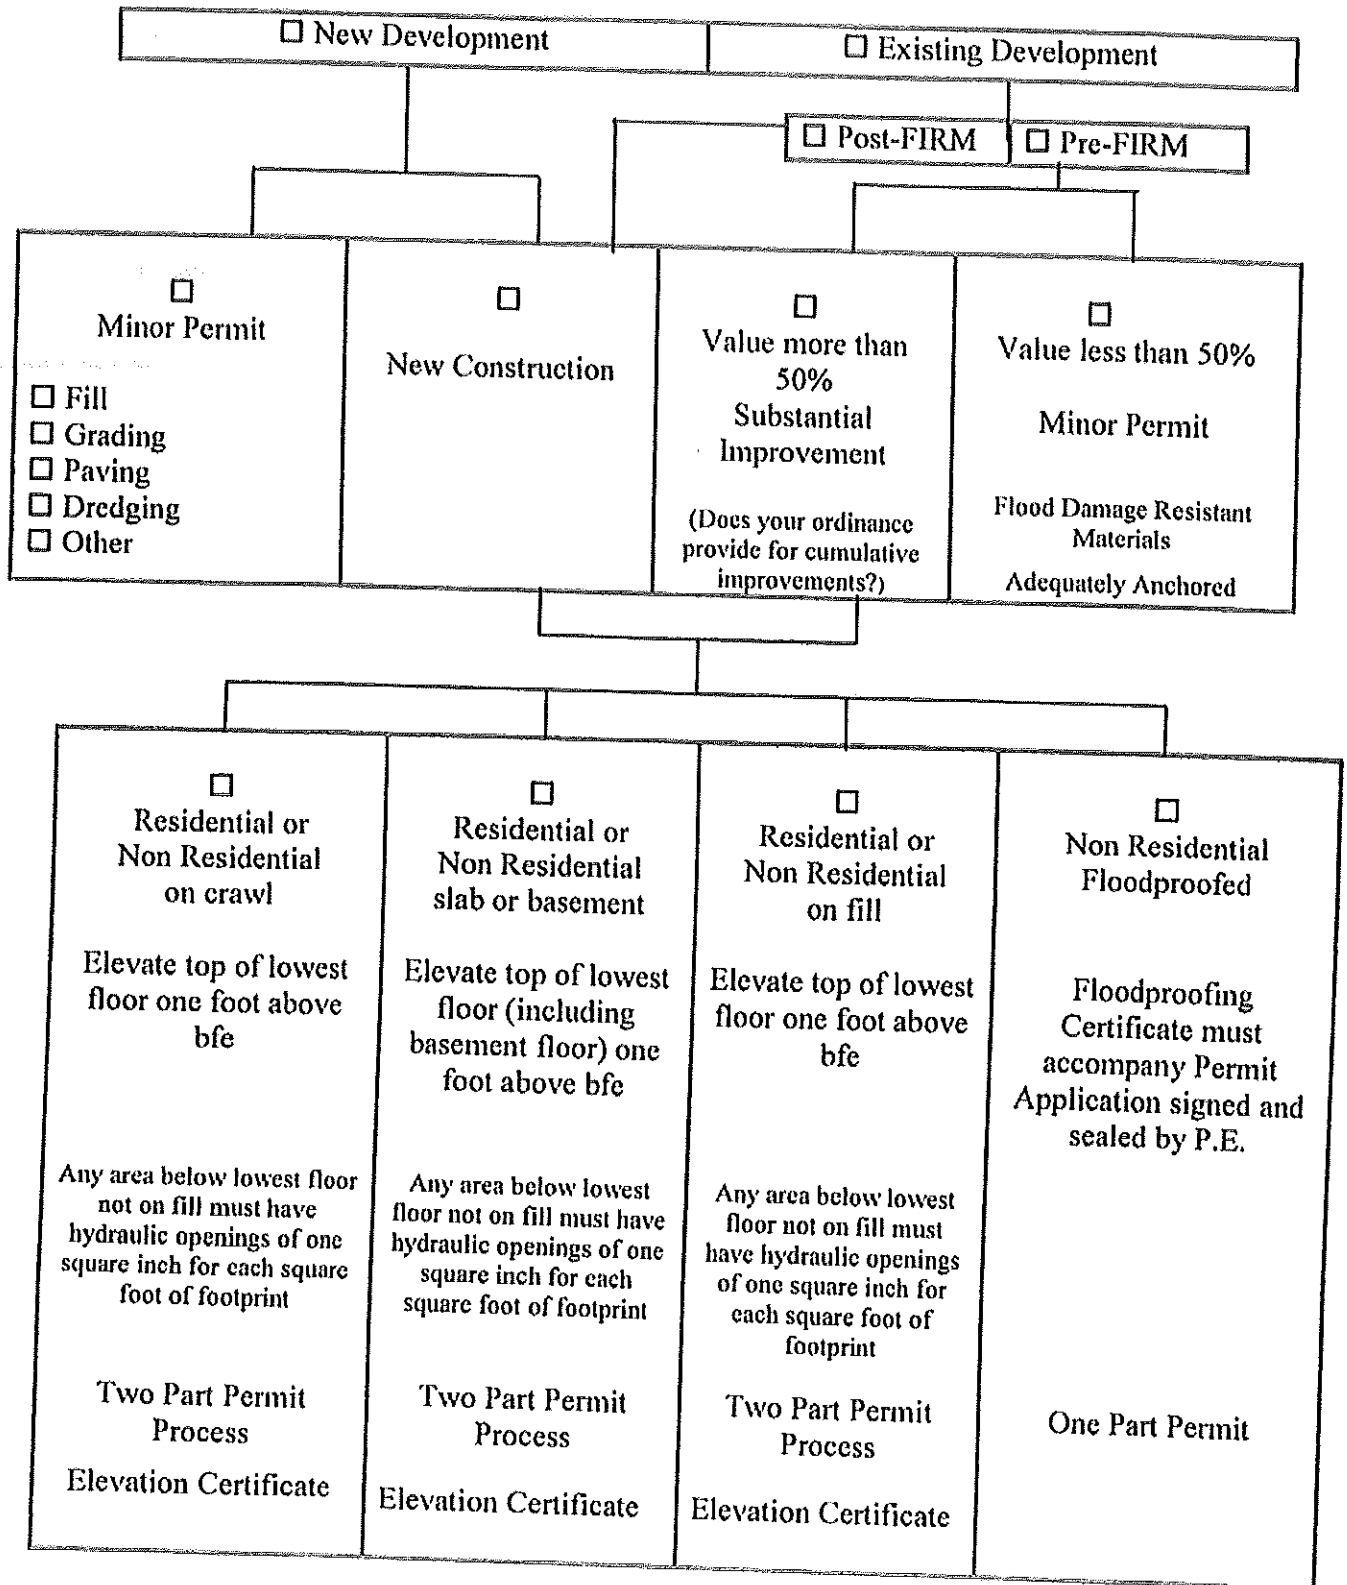 ☐ New Development
☐ Existing Development
☐ Post-FIRM
☐ Pre-FIRM
☐
Minor Permit
☐ Fill
☐ Grading
☐ Paving
☐ Dredging
☐ Other
☐
New Construction
☐
Value more than
50%
Substantial
Improvement
(Does your ordinance
provide for cumulative
improvements?)
☐
Value less than 50%
Minor Permit
Flood Damage Resistant
Materials
Adequately Anchored
☐
Residential or
Non Residential
on crawl
Elevate top of lowest
floor one foot above
bfe
Any area below lowest floor
not on fill must have
hydraulic openings of one
square inch for each square
foot of footprint
Two Part Permit
Process
Elevation Certificate
☐
Residential or
Non Residential
slab or basement
Elevate top of lowest
floor (including
basement floor) one
foot above bfe
Any area below lowest
floor not on fill must have
hydraulic openings of one
square inch for each
square foot of footprint
Two Part Permit
Process
Elevation Certificate
☐
Residential or
Non Residential
on fill
Elevate top of lowest
floor one foot above
bfe
Any area below lowest
floor not on fill must
have hydraulic openings
of one square inch for
each square foot of
footprint
Two Part Permit
Process
Elevation Certificate
☐
Non Residential
Floodproofed
Floodproofing
Certificate must
accompany Permit
Application signed and
sealed by P.E.
One Part Permit